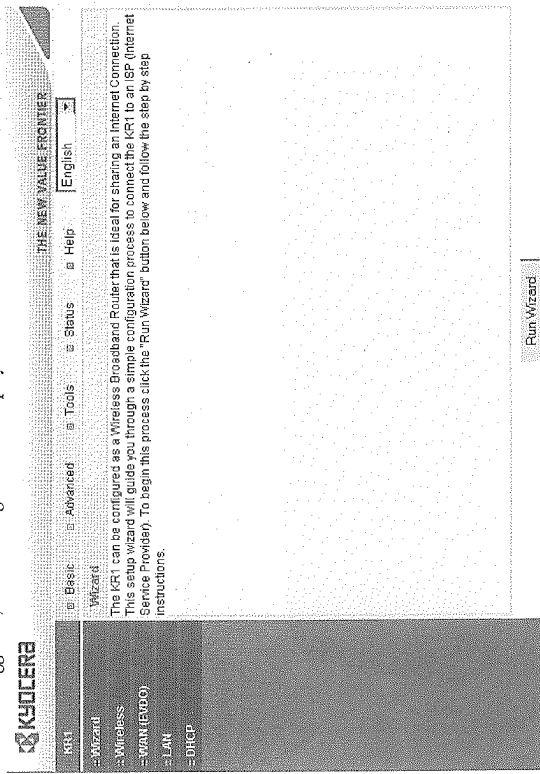 KYOCERA
THE NEW VALUE FRONTIER
KR1
Basic
Advanced
Tools
Status
Help
English
:: Wizard
:: Wireless
:: WAN (EVDO)
:: LAN
:: DHCP
Wizard
The KR1 can be configured as a Wireless Broadband Router that is ideal for sharing an Internet Connection.
This setup wizard will guide you through a simple configuration process to connect the KR1 to an ISP (Internet
Service Provider). To begin this process click the "Run Wizard" button below and follow the step by step
instructions.
Run Wizard